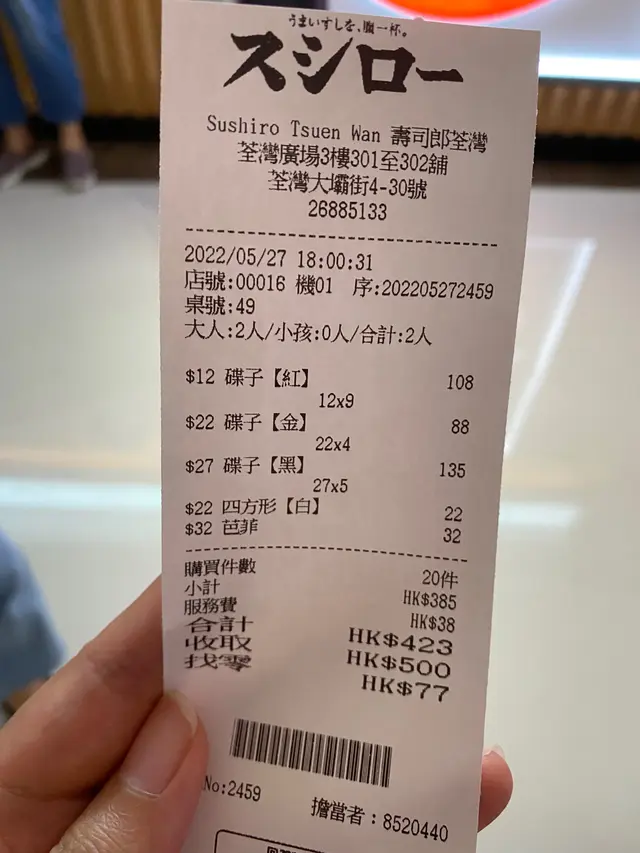 うまいすしを、腹一杯。
スシロー
Sushiro Tsuen Wan 壽司郎荃灣
荃灣廣場3樓301至302舖
荃灣大壩街4-30號
26885133
2022/05/27 18:00:31
店號:00016 機01 序:202205272459
桌號:49
大人:2人/小孩:0人/合計:2人
$12 碟子【紅】 108
12x9
$22 碟子【金】 88
22x4
$27 碟子【黑】 135
27x5
$22 四方形【白】 22
$32 芭菲 32
購買件數 20件
小計 HK$385
服務費 HK$38
合計 HK$423
收取 HK$500
找零 HK$77
No:2459 擔當者：8520440